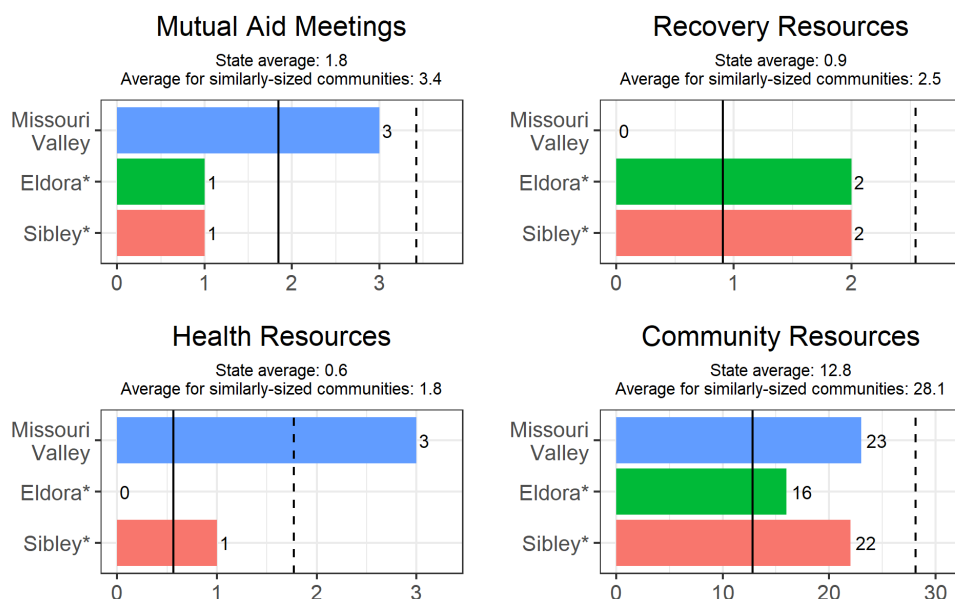 Mutual Aid Meetings
State average: 1.8
Average for similarly-sized communities: 3.4
Missouri
Valley
3
Eldora*
1
Sibley*
1
0 1 2 3
Recovery Resources
State average: 0.9
Average for similarly-sized communities: 2.5
Missouri
Valley
0
Eldora*
2
Sibley*
2
0 1 2
Health Resources
State average: 0.6
Average for similarly-sized communities: 1.8
Missouri
Valley
3
Eldora*
0
Sibley*
1
0 1 2 3
Community Resources
State average: 12.8
Average for similarly-sized communities: 28.1
Missouri
Valley
23
Eldora*
16
Sibley*
22
0 10 20 30